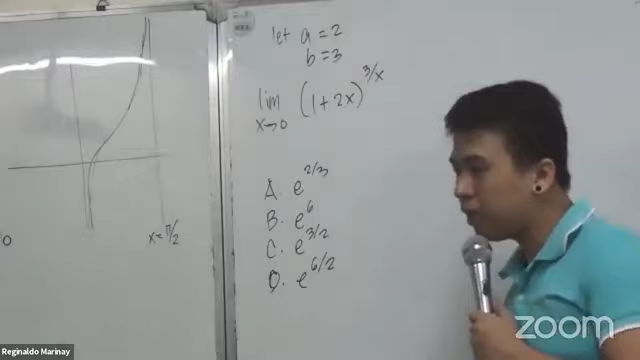 let a = 2
b = 3
lim (1 + 2x)^3/x
x→0
A. e^2/3
B. e^6
C. e^3/2
D. e^6/2
x = π/2
0
zoom
Reginaldo Marinay